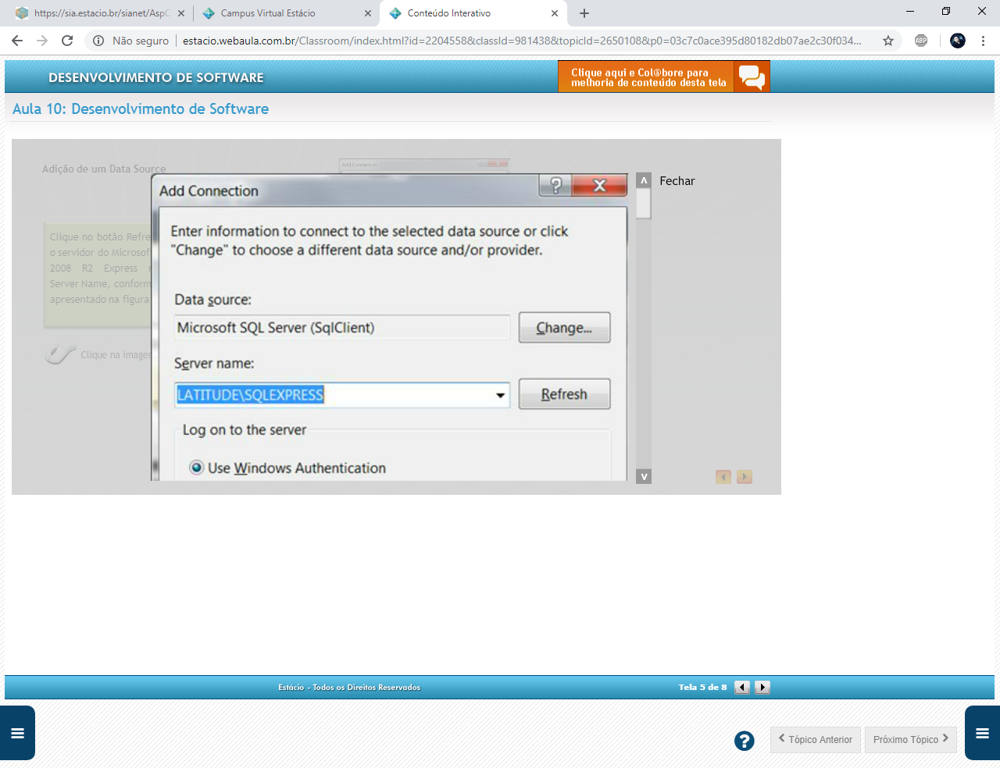 https://sia.estacio.br/sianet/Asp
Campus Virtual Estácio
Conteúdo Interativo
Não seguro
estacio.webaula.com.br/Classroom/index.html?id=2204558&classId=981438&topicId=2650108&p0=03c7c0ace395d80182db07ae2c30f034...
ABP
DESENVOLVIMENTO DE SOFTWARE
Clique aqui e Col@bore para
melhoria de conteúdo desta tela
Aula 10: Desenvolvimento de Software
Adição de um Data Source
Add Connection
Clique no botão Refre
o servidor do Microsof
2008 R2 Express
Server Name, conform
apresentado na figura
Clique na imagem
Add Connection
?
X
Fechar
Enter information to connect to the selected data source or click
"Change" to choose a different data source and/or provider.
Data source:
Microsoft SQL Server (SqlClient)
Change...
Server name:
LATITUDE\SQLEXPRESS
Refresh
Log on to the server
Use Windows Authentication
Estácio - Todos os Direitos Reservados
Tela 5 de 8
?
Tópico Anterior
Próximo Tópico